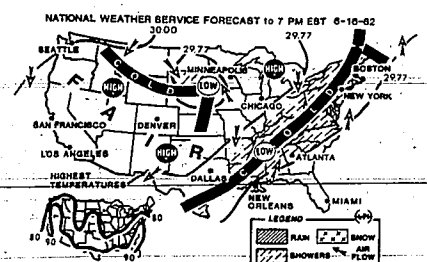 NATIONAL WEATHER SERVICE FORECAST to 7 PM EST 6-16-82
30.00
29.77
29.77
SEATTLE
COLD
MINNEAPOLIS
HIGH
BOSTON
29.77
F
HIGH
LOW
COLD
NEW YORK
CHICAGO
A
SAN FRANCISCO
DENVER
I
LOW
LOS ANGELES
HIGH
R
ATLANTA
HIGHEST
TEMPERATURES
DALLAS
NEW
ORLEANS
MIAMI
LEGEND
RAIN
SNOW
SHOWERS
AIR
FLOW
80
90
90
80